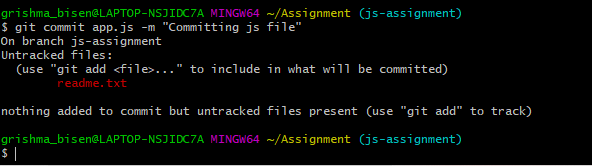 grishma_bisen@LAPTOP-NSJIDC7A MINGW64 ~/Assignment (js-assignment)
$ git commit app.js -m "Committing js file"
On branch js-assignment
Untracked files:
  (use "git add <file>..." to include in what will be committed)
        readme.txt

nothing added to commit but untracked files present (use "git add" to track)

grishma_bisen@LAPTOP-NSJIDC7A MINGW64 ~/Assignment (js-assignment)
$